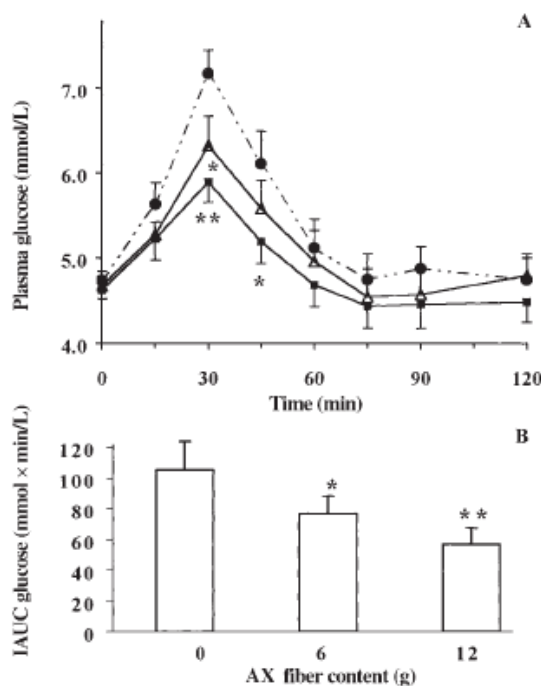 A
Plasma glucose (mmol/L)
7.0
6.0
5.0
4.0
*
**
*
0 30 60 90 120
Time (min)
B
IAUC glucose (mmol × min/L)
120
100
80
60
40
20
0
*
**
0 6 12
AX fiber content (g)